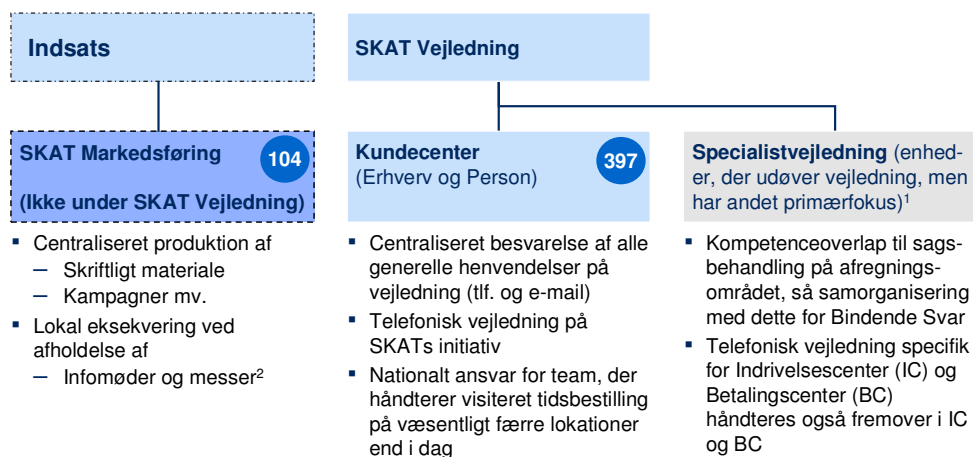 Indsats
SKAT Markedsføring
104
(Ikke under SKAT Vejledning)
▪ Centraliseret produktion af
– Skriftligt materiale
– Kampagner mv.
▪ Lokal eksekvering ved
afholdelse af
– Infomøder og messer²
SKAT Vejledning
Kundecenter
(Erhverv og Person)
397
▪ Centraliseret besvarelse af alle
generelle henvendelser på
vejledning (tlf. og e-mail)
▪ Telefonisk vejledning på
SKATs initiativ
▪ Nationalt ansvar for team, der
håndterer visiteret tidsbestilling
på væsentligt færre lokationer
end i dag
Specialistvejledning (enhed-
er, der udøver vejledning, men
har andet primærfokus)¹
▪ Kompetenceoverlap til sags-
behandling på afregnings-
området, så samorganisering
med dette for Bindende Svar
▪ Telefonisk vejledning specifik
for Indrivelsescenter (IC) og
Betalingscenter (BC)
håndteres også fremover i IC
og BC